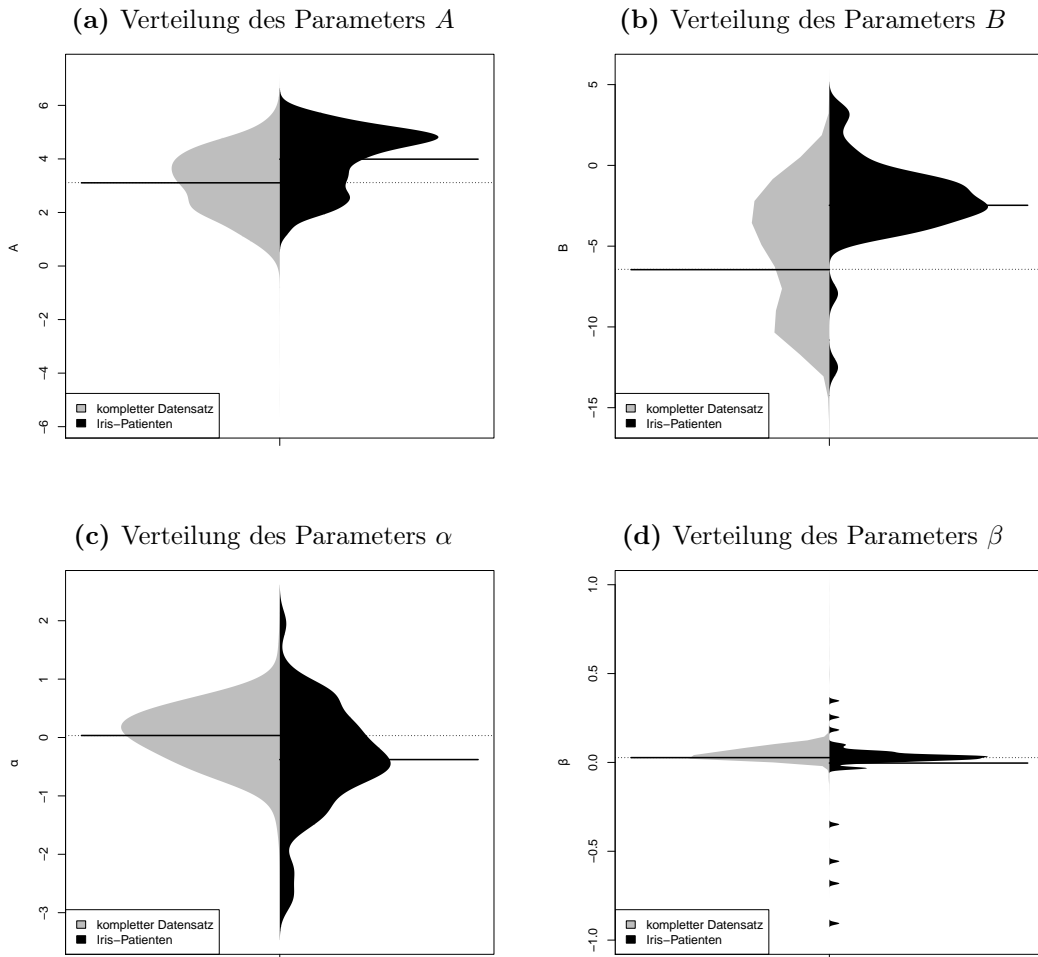 (a) Verteilung des Parameters A
6
4
2
0
−2
−4
−6
A
kompletter Datensatz
Iris−Patienten
(b) Verteilung des Parameters B
5
0
−5
−10
−15
B
kompletter Datensatz
Iris−Patienten
(c) Verteilung des Parameters α
2
1
0
−1
−2
−3
α
kompletter Datensatz
Iris−Patienten
(d) Verteilung des Parameters β
1.0
0.5
0.0
−0.5
−1.0
β
kompletter Datensatz
Iris−Patienten